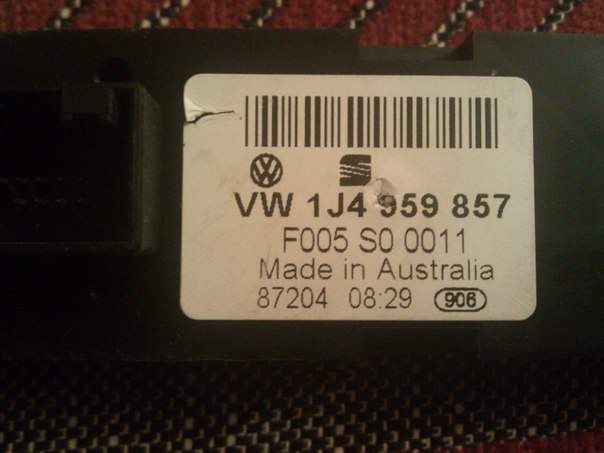 VW 1J4 959 857
F005 S0 0011
Made in Australia
87204 08:29 906